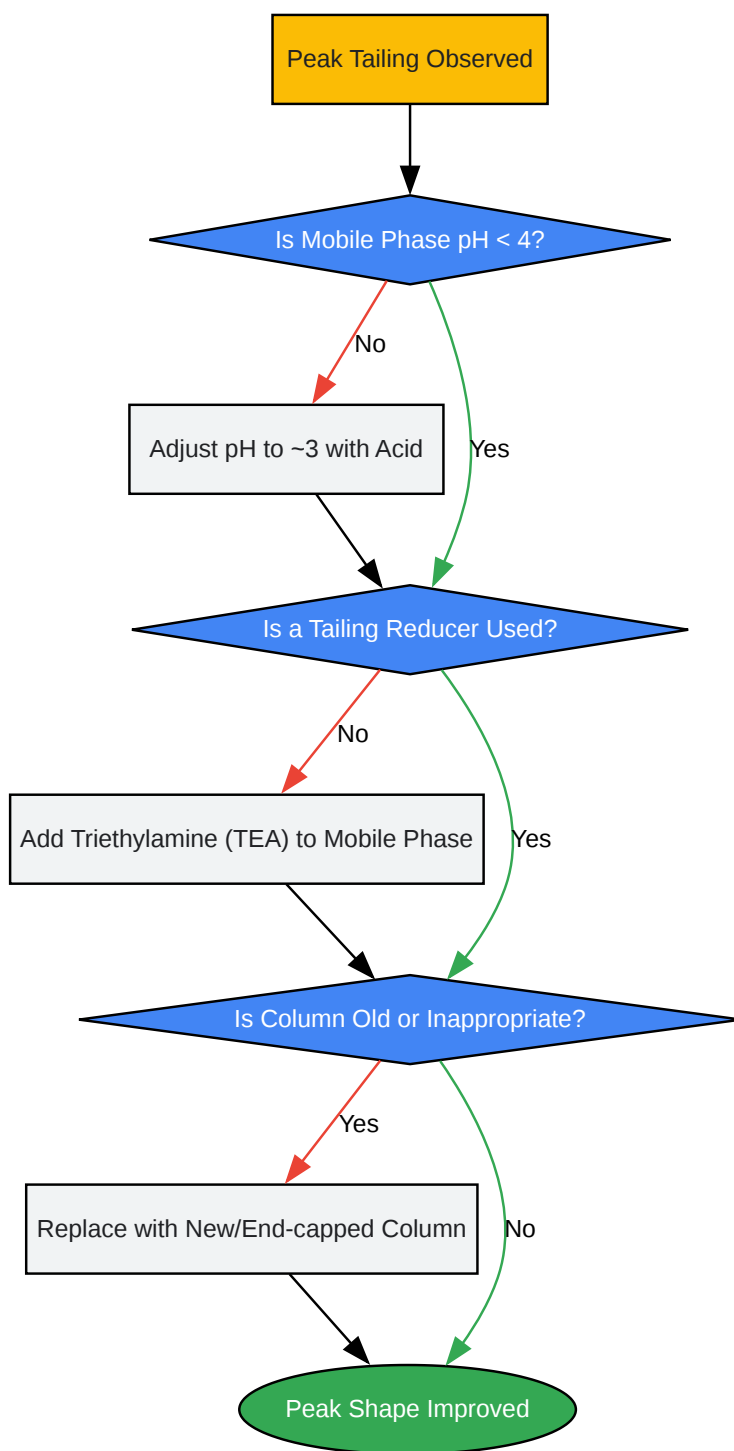 Peak Tailing Observed
Is Mobile Phase pH < 4?
No
Adjust pH to ~3 with Acid
Yes
Is a Tailing Reducer Used?
No
Add Triethylamine (TEA) to Mobile Phase
Yes
Is Column Old or Inappropriate?
Yes
Replace with New/End-capped Column
No
Peak Shape Improved